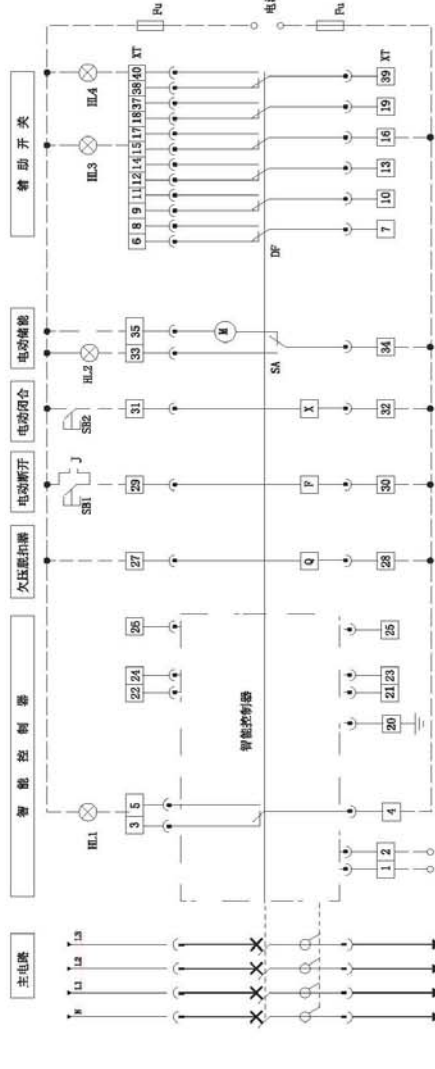 主电路
智 能 控 制 器
欠压脱扣器
电动断开
电动闭合
电动储能
辅 助 开 关
N L1 L2 L3
HL1
SB1 J
SB2
HL2
HL3
HL4
Fu
3 5 22 24 26 27 29 31 33 35 6 8 9 11 12 14 15 17 18 37 38 40 XT
智能控制器
M
SA
DF
Q F X
Fu
1 2 4 20 21 23 25 28 30 32 34 7 10 13 16 19 39 XT